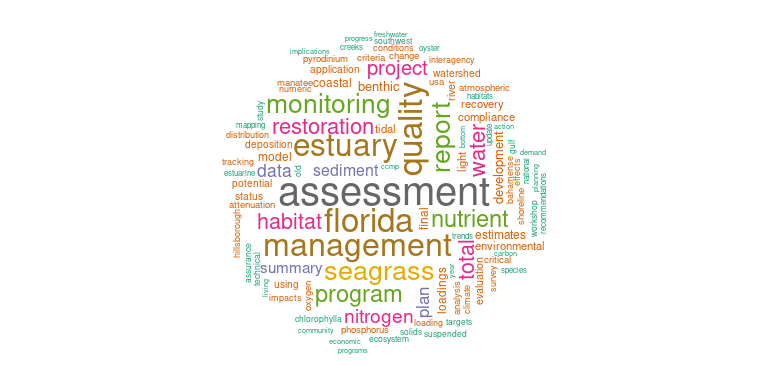 freshwater
progress
southwest
creeks
conditions
oyster
implications
pyrodinium
criteria
change
interagency
application
project
watershed
manatee
coastal
benthic
usa
river
atmospheric
numeric
habitats
monitoring
quality
report
recovery
study
compliance
mapping
restoration
tidal
bottom
water
update
action
distribution
estuary
development
gulf
deposition
demand
model
light
tracking
data
old
sediment
ccmp
bahamense
effects
national
planning
estuarine
potential
assessment
status
shoreline
workshop
recommendations
attenuation
habitat
florida
final
nutrient
hillsborough
trends
estimates
management
total
environmental
carbon
assurance
technical
summary
seagrass
year
critical
species
living
using
loadings
evaluation
survey
impacts
oxygen
program
plan
analysis
climate
chlorophylla
nitrogen
loading
targets
community
phosphorus
solids
suspended
economic
ecosystem
programs